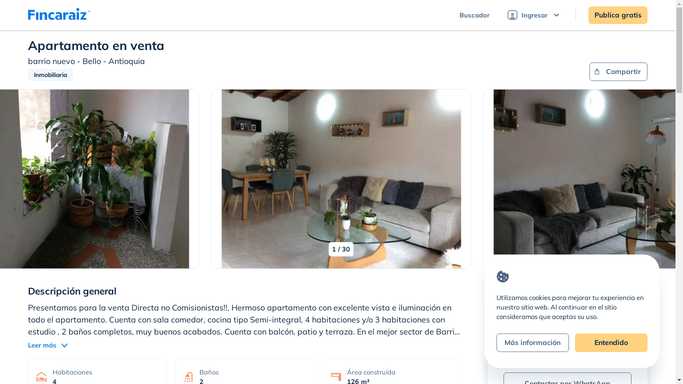 Fincaraiz
Buscador
Ingresar
Publica gratis
Apartamento en venta
barrio nuevo - Bello - Antioquia
Inmobiliaria
Compartir
1 / 30
Descripción general
Presentamos para la venta Directa no Comisionistas!!, Hermoso apartamento con excelente vista e iluminación en
todo el apartamento. Cuenta con sala comedor, cocina tipo Semi-integral, 4 habitaciones y/o 3 habitaciones con
estudio , 2 baños completos, muy buenos acabados. Cuenta con balcón, patio y terraza. En el mejor sector de Barri...
Leer más
Habitaciones
4
Baños
2
Área construida
126 m²
Utilizamos cookies para mejorar tu experiencia en
nuestro sitio web. Al continuar en el sitio
consideramos que aceptas su uso.
Más información
Entendido
Contactar por WhatsApp